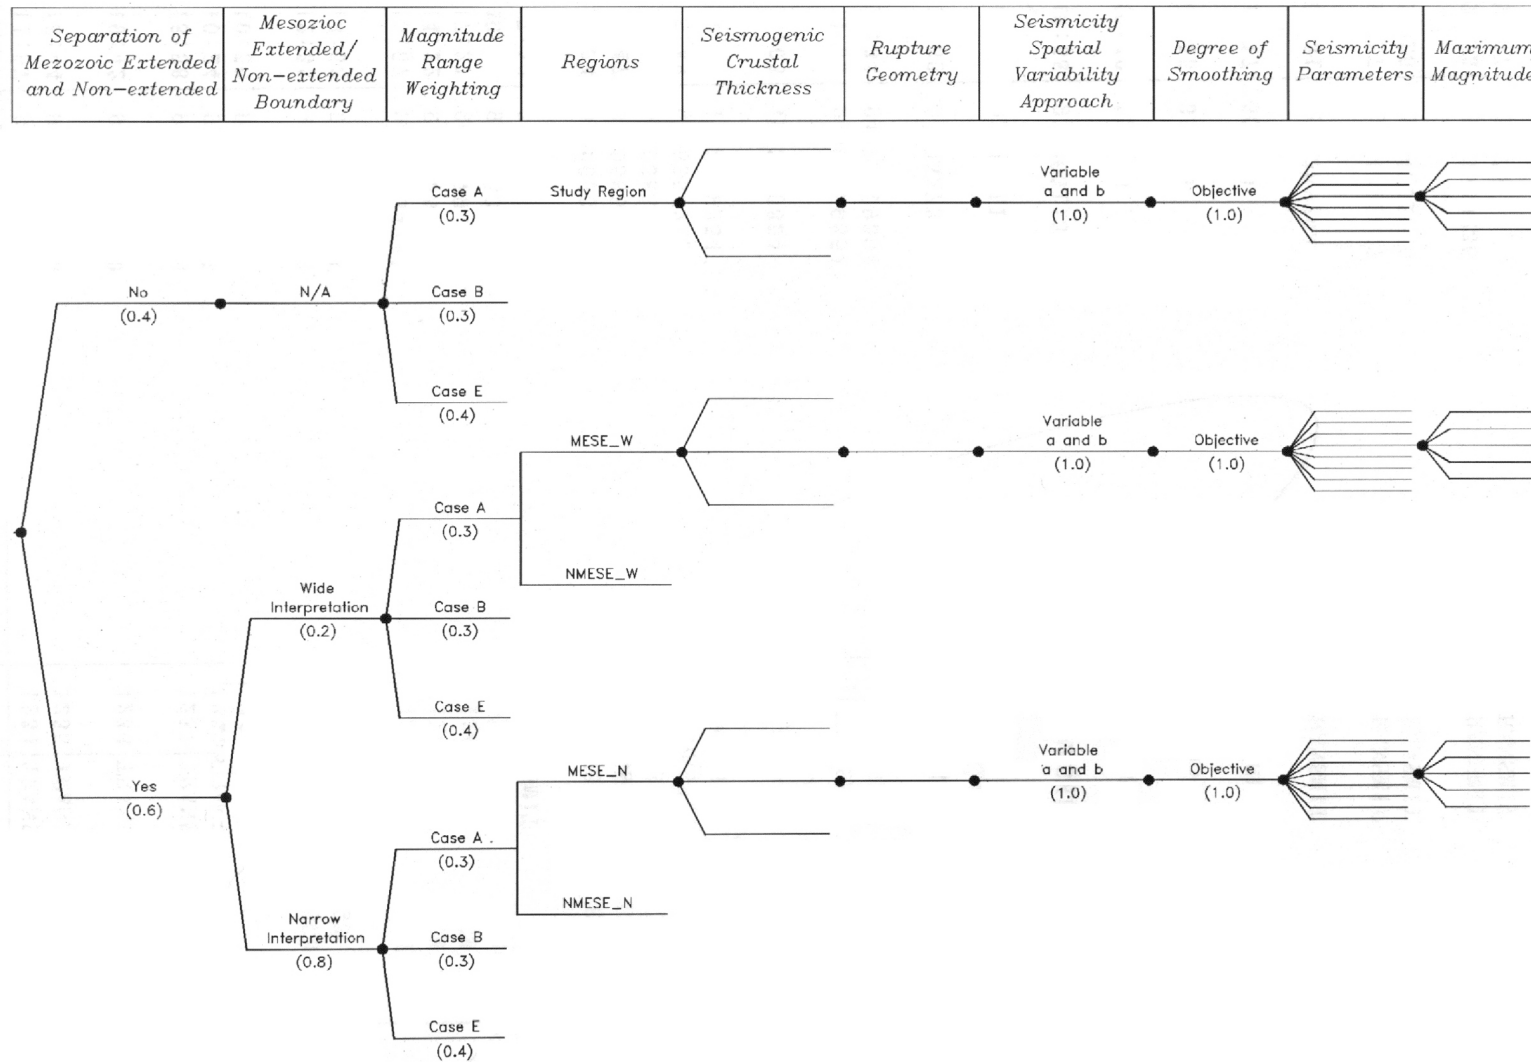 Separation of
Mezozoic Extended
and Non-extended
Mesozioc
Extended/
Non-extended
Boundary
Magnitude
Range
Weighting
Regions
Seismogenic
Crustal
Thickness
Rupture
Geometry
Seismicity
Spatial
Variability
Approach
Degree of
Smoothing
Seismicity
Parameters
Maximum
Magnitude
Case A
(0.3)
Study Region
Variable
a and b
(1.0)
Objective
(1.0)
No
(0.4)
N/A
Case B
(0.3)
Case E
(0.4)
MESE_W
Variable
a and b
(1.0)
Objective
(1.0)
Case A
(0.3)
NMESE_W
Wide
Interpretation
(0.2)
Case B
(0.3)
Case E
(0.4)
Yes
(0.6)
MESE_N
Variable
a and b
(1.0)
Objective
(1.0)
Case A
(0.3)
NMESE_N
Narrow
Interpretation
(0.8)
Case B
(0.3)
Case E
(0.4)